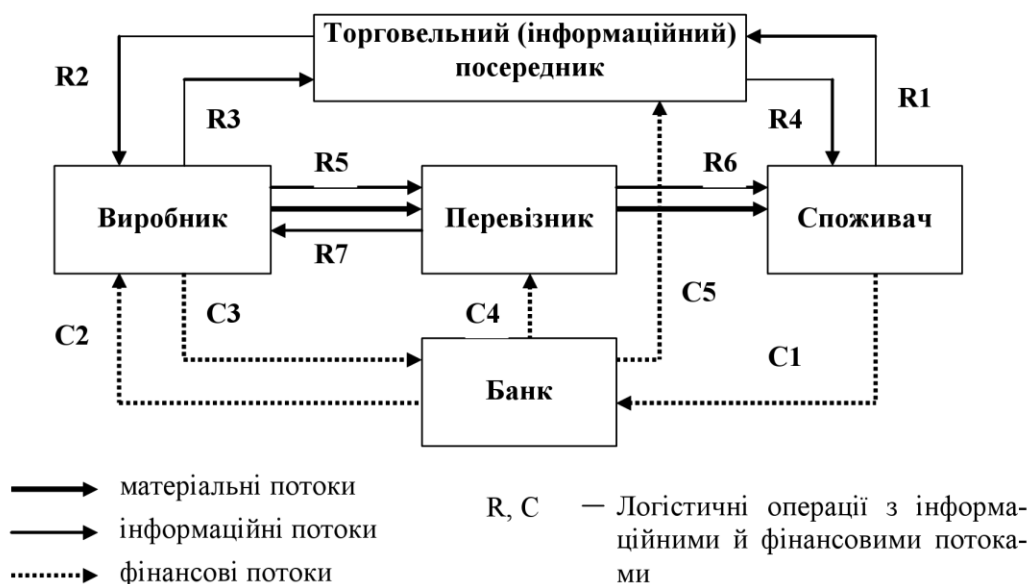 Торговельний (інформаційний)
посередник
R2
R1
R3
R4
R5
R6
Виробник
Перевізник
Споживач
R7
C5
C3
C4
C2
C1
Банк
матеріальні потоки
інформаційні потоки
фінансові потоки
R, C – Логістичні операції з інформа-
ційними й фінансовими потока-
ми